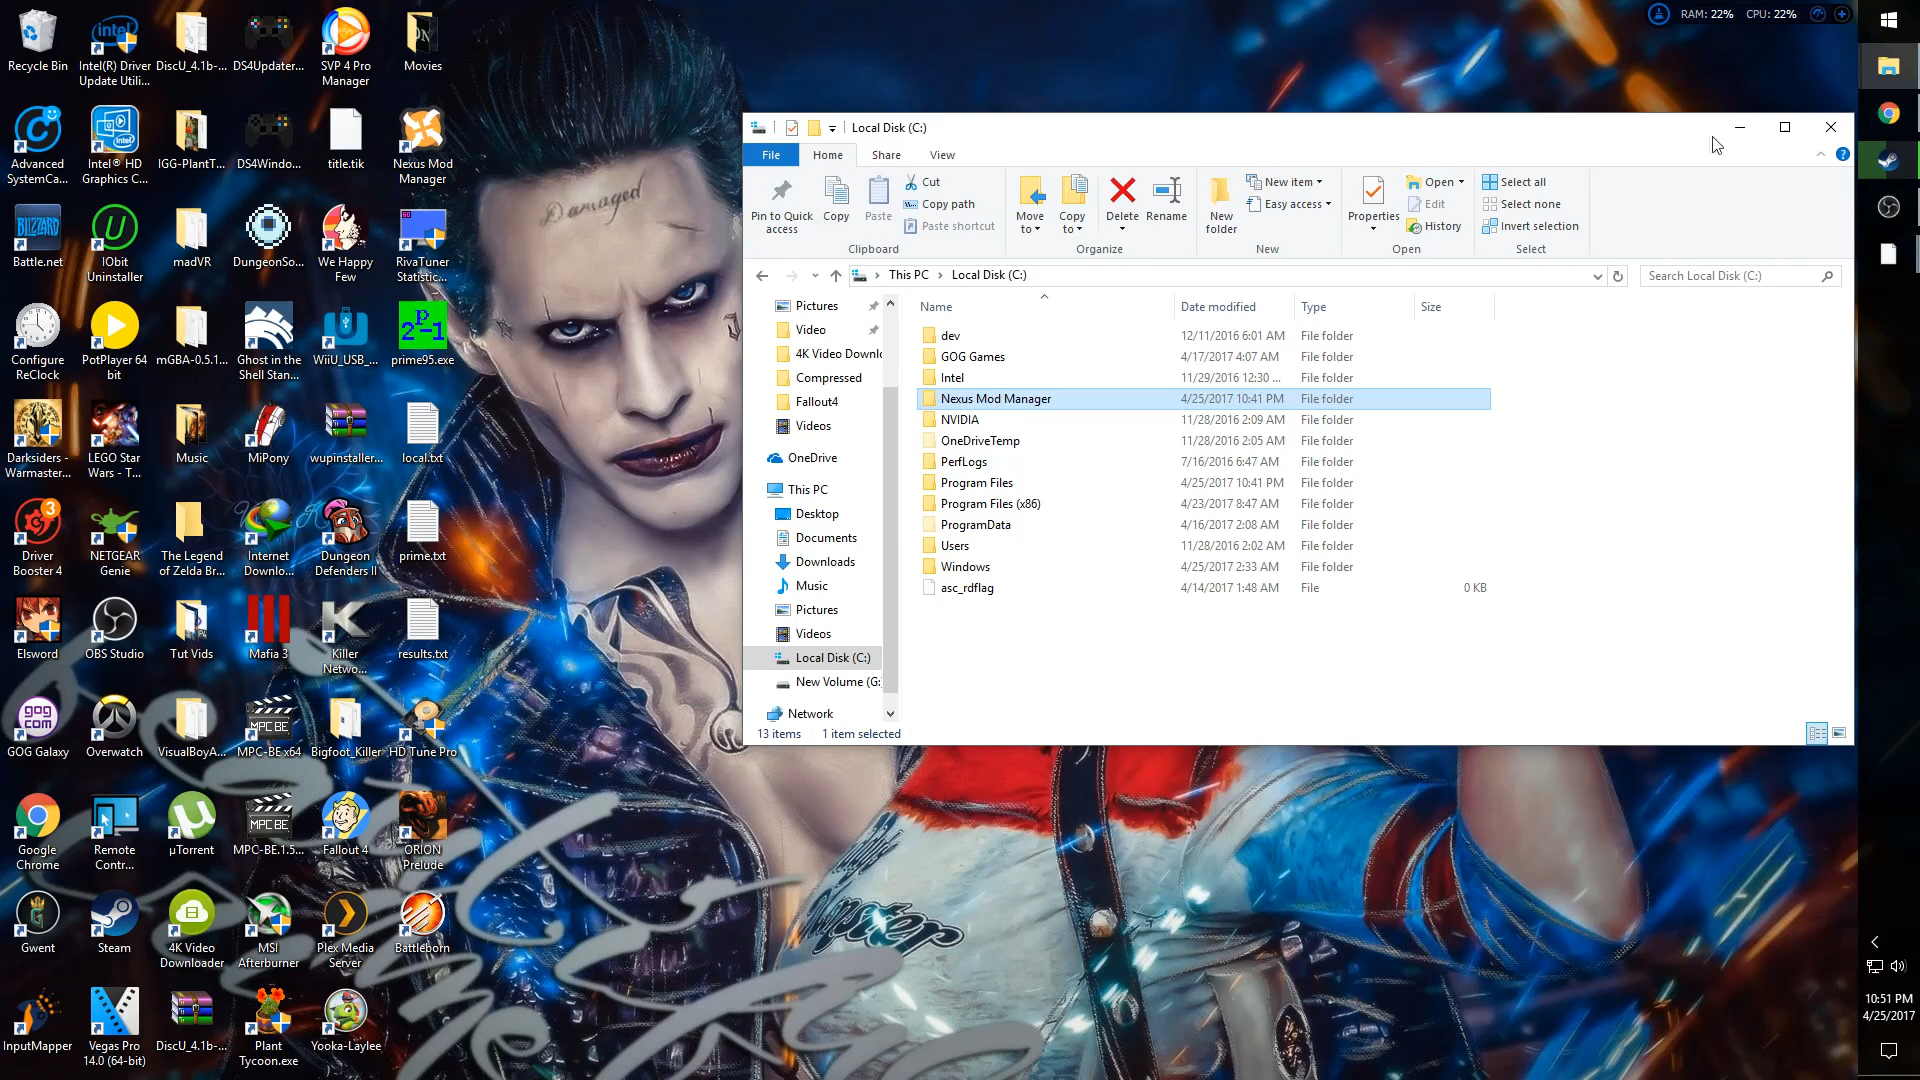 Recycle Bin
Intel(R) Driver
Update Utili...
DiscU_4.1b-...
DS4Updater...
SVP 4 Pro
Manager
Movies
Advanced
SystemCa...
Intel® HD
Graphics C...
IGG-PlantT...
DS4Windo...
title.tik
Nexus Mod
Manager
Battle.net
IObit
Uninstaller
madVR
DungeonSo...
We Happy
Few
RivaTuner
Statistic...
Configure
ReClock
PotPlayer 64
bit
mGBA-0.5.1...
Ghost in the
Shell Stan...
WiiU_USB_...
prime95.exe
Darksiders -
Warmaster...
LEGO Star
Wars - T...
Music
MiPony
wupinstaller...
local.txt
Driver
Booster 4
NETGEAR
Genie
The Legend
of Zelda Br...
Internet
Downlo...
Dungeon
Defenders II
prime.txt
Elsword
OBS Studio
Tut Vids
Mafia 3
Killer
Netwo...
results.txt
GOG Galaxy
Overwatch
VisualBoyA...
MPC-BE x64
Bigfoot_Killer
HD Tune Pro
Google
Chrome
Remote
Contr...
µTorrent
MPC-BE.1.5...
Fallout 4
ORION
Prelude
Gwent
Steam
4K Video
Downloader
MSI
Afterburner
Plex Media
Server
Battleborn
InputMapper
Vegas Pro
14.0 (64-bit)
DiscU_4.1b-...
Plant
Tycoon.exe
Yooka-Laylee
intel
BLIZZARD
gog
com
MPC BE
MPC BE
2P-1
3
Damaged
RAM: 22% CPU: 22%
Local Disk (C:)
File Home Share View
Pin to Quick
access
Copy
Paste
Cut
Copy path
Paste shortcut
Clipboard
Move
to
Copy
to
Delete
Rename
Organize
New
folder
New item
Easy access
New
Properties
Open
Edit
History
Open
Select all
Select none
Invert selection
Select
This PC Local Disk (C:)
Search Local Disk (C:)
Pictures
Video
4K Video Downlo
Compressed
Fallout4
Videos
OneDrive
This PC
Desktop
Documents
Downloads
Music
Pictures
Videos
Local Disk (C:)
New Volume (G:
Network
Name Date modified Type Size
dev 12/11/2016 6:01 AM File folder
GOG Games 4/17/2017 4:07 AM File folder
Intel 11/29/2016 12:30 ... File folder
Nexus Mod Manager 4/25/2017 10:41 PM File folder
NVIDIA 11/28/2016 2:09 AM File folder
OneDriveTemp 11/28/2016 2:05 AM File folder
PerfLogs 7/16/2016 6:47 AM File folder
Program Files 4/25/2017 10:41 PM File folder
Program Files (x86) 4/23/2017 8:47 AM File folder
ProgramData 4/16/2017 2:08 AM File folder
Users 11/28/2016 2:02 AM File folder
Windows 4/25/2017 2:33 AM File folder
asc_rdflag 4/14/2017 1:48 AM File 0 KB
13 items 1 item selected
10:51 PM
4/25/2017